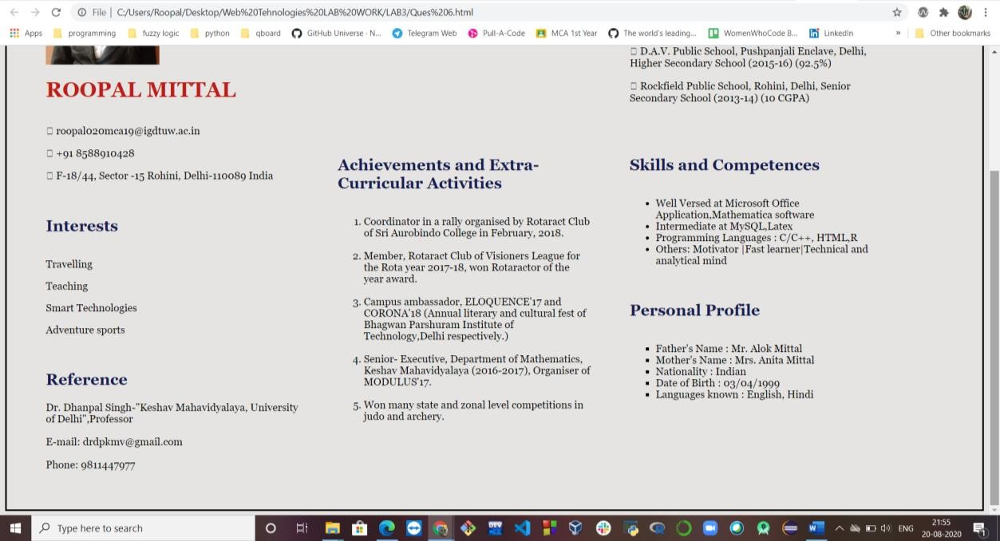 File | C:/Users/Roopal/Desktop/Web%20Tehnologies%20LAB%20WORK/LAB3/Ques%206.html
Apps programming fuzzy logic python qboard GitHub Universe · N... Telegram Web Pull-A-Code MCA 1st Year The world's leading... WomenWhoCode B... LinkedIn » Other bookmarks
ROOPAL MITTAL
roopal020mca19@igdtuw.ac.in
+91 8588910428
F-18/44, Sector -15 Rohini, Delhi-110089 India
Interests
Travelling
Teaching
Smart Technologies
Adventure sports
Reference
Dr. Dhanpal Singh-"Keshav Mahavidyalaya, University
of Delhi",Professor
E-mail: drdpkmv@gmail.com
Phone: 9811447977
Achievements and Extra-
Curricular Activities
1. Coordinator in a rally organised by Rotaract Club
of Sri Aurobindo College in February, 2018.
2. Member, Rotaract Club of Visioners League for
the Rota year 2017-18, won Rotaractor of the
year award.
3. Campus ambassador, ELOQUENCE'17 and
CORONA'18 (Annual literary and cultural fest of
Bhagwan Parshuram Institute of
Technology,Delhi respectively.)
4. Senior- Executive, Department of Mathematics,
Keshav Mahavidyalaya (2016-2017), Organiser of
MODULUS'17.
5. Won many state and zonal level competitions in
judo and archery.
D.A.V. Public School, Pushpanjali Enclave, Delhi,
Higher Secondary School (2015-16) (92.5%)
Rockfield Public School, Rohini, Delhi, Senior
Secondary School (2013-14) (10 CGPA)
Skills and Competences
• Well Versed at Microsoft Office
Application,Mathematica software
• Intermediate at MySQL,Latex
• Programming Languages : C/C++, HTML,R
• Others: Motivator |Fast learner|Technical and
analytical mind
Personal Profile
▪ Father's Name : Mr. Alok Mittal
▪ Mother's Name : Mrs. Anita Mittal
▪ Nationality : Indian
▪ Date of Birth : 03/04/1999
▪ Languages known : English, Hindi
Type here to search
DEV
ENG
21:55
20-08-2020
1